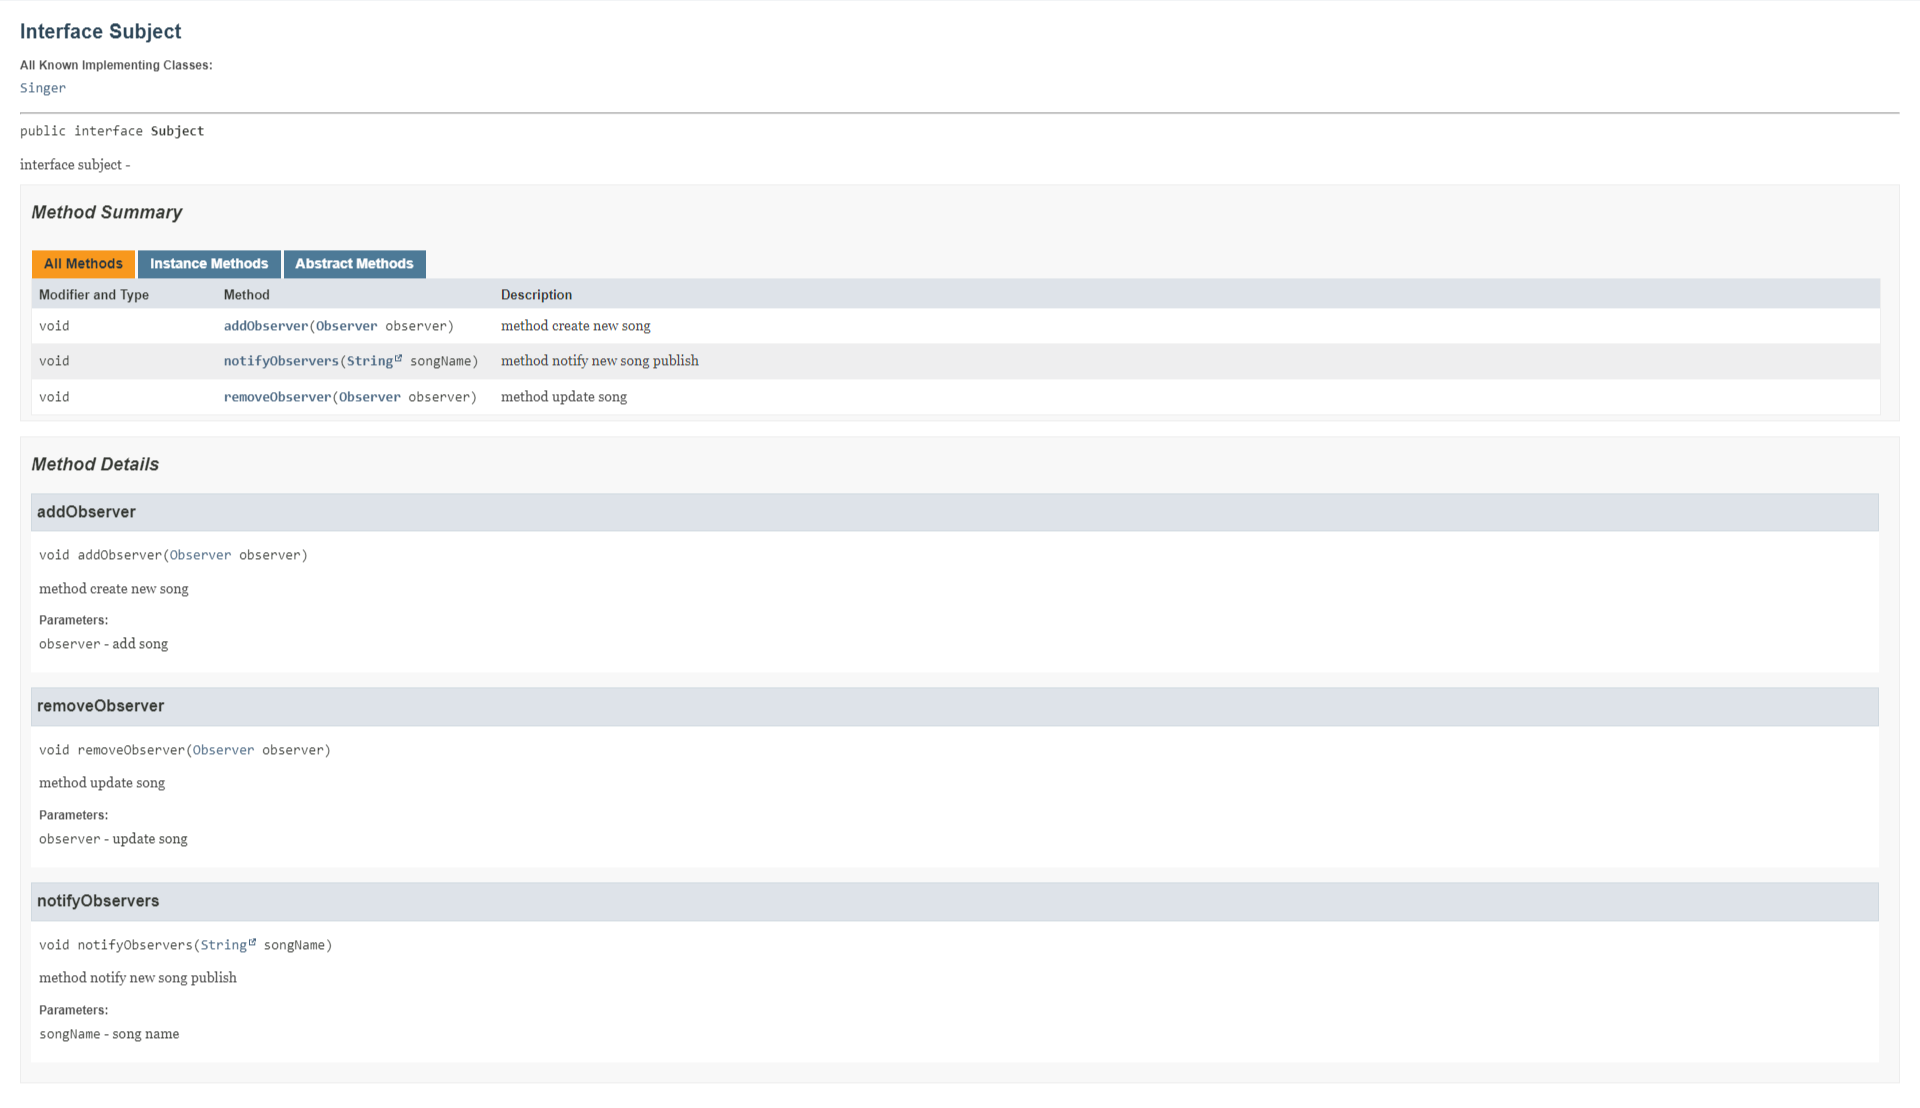 Interface Subject
All Known Implementing Classes:
Singer
public interface Subject
interface subject -
Method Summary
All Methods Instance Methods Abstract Methods
Modifier and Type Method Description
void addObserver(Observer observer) method create new song
void notifyObservers(String songName) method notify new song publish
void removeObserver(Observer observer) method update song
Method Details
addObserver
void addObserver(Observer observer)
method create new song
Parameters:
observer - add song
removeObserver
void removeObserver(Observer observer)
method update song
Parameters:
observer - update song
notifyObservers
void notifyObservers(String songName)
method notify new song publish
Parameters:
songName - song name